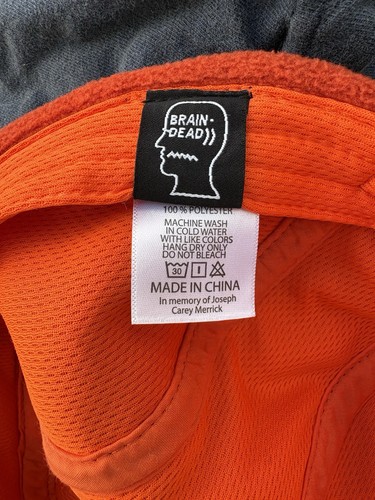 BRAIN-
DEAD))
100% POLYESTER
MACHINE WASH
IN COLD WATER
WITH LIKE COLORS
HANG DRY ONLY
DO NOT BLEACH
30
MADE IN CHINA
In memory of Joseph
Carey Merrick